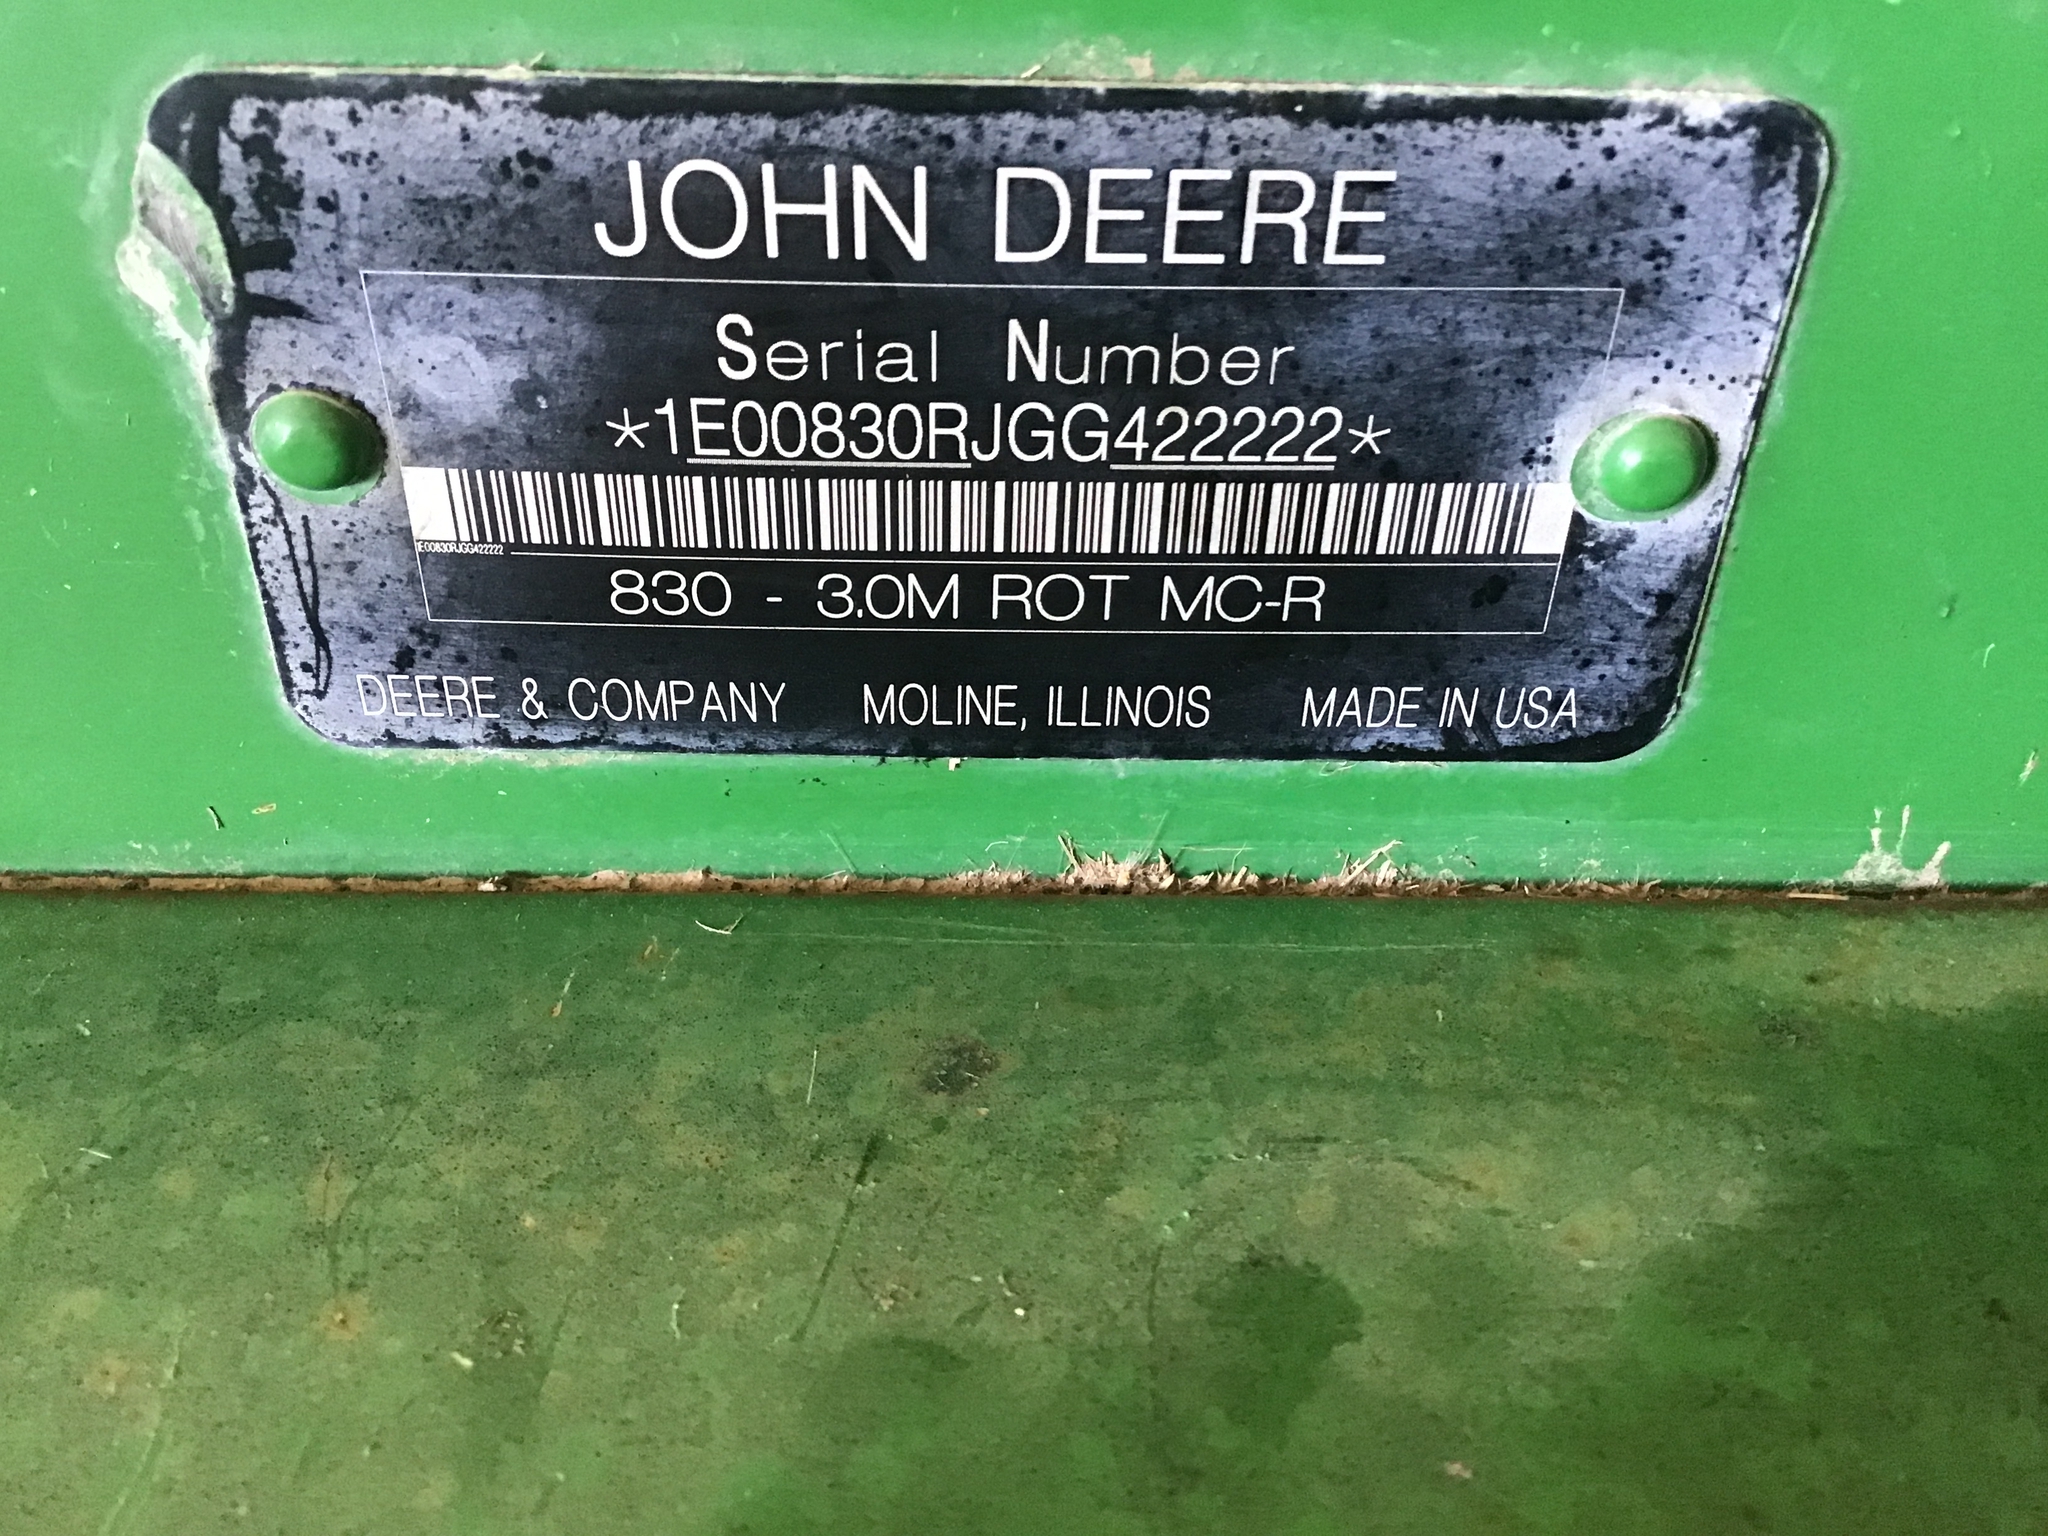 JOHN DEERE
Serial Number
*1E00830RJGG422222*
1E00830RJGG422222
830 - 3.0M ROT MC-R
DEERE & COMPANY MOLINE, ILLINOIS MADE IN USA